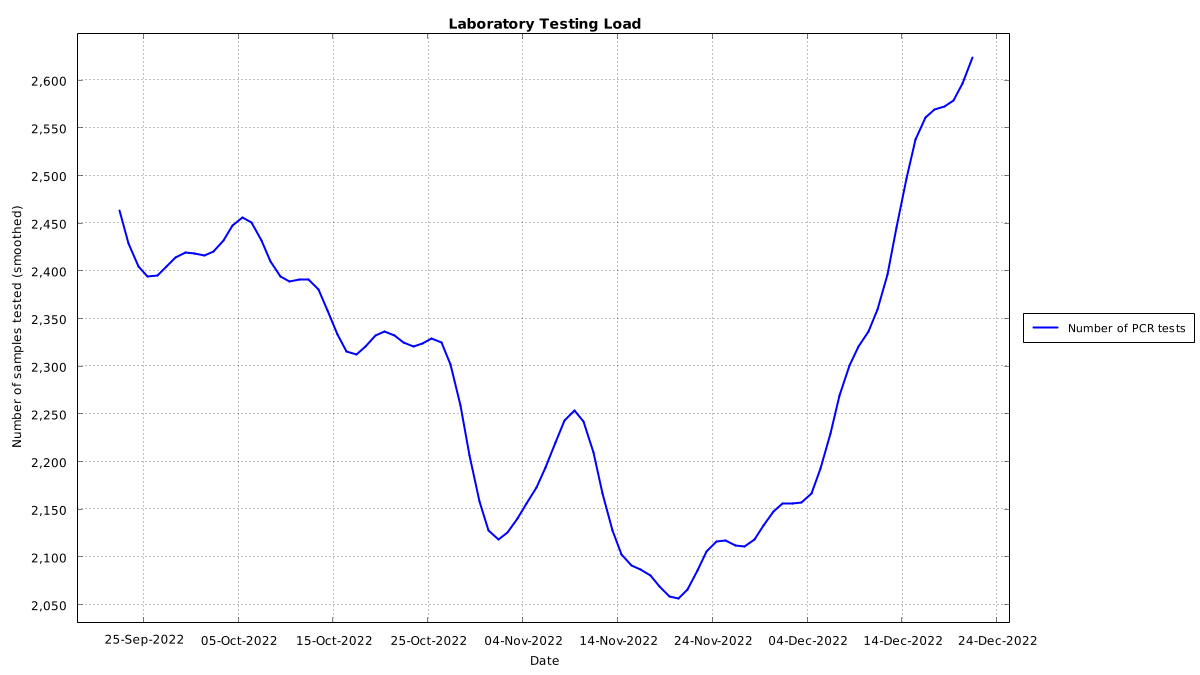 Laboratory Testing Load
Number of samples tested (smoothed)
2,600
2,550
2,500
2,450
2,400
2,350
2,300
2,250
2,200
2,150
2,100
2,050
25-Sep-2022 05-Oct-2022 15-Oct-2022 25-Oct-2022 04-Nov-2022 14-Nov-2022 24-Nov-2022 04-Dec-2022 14-Dec-2022 24-Dec-2022
Date
Number of PCR tests